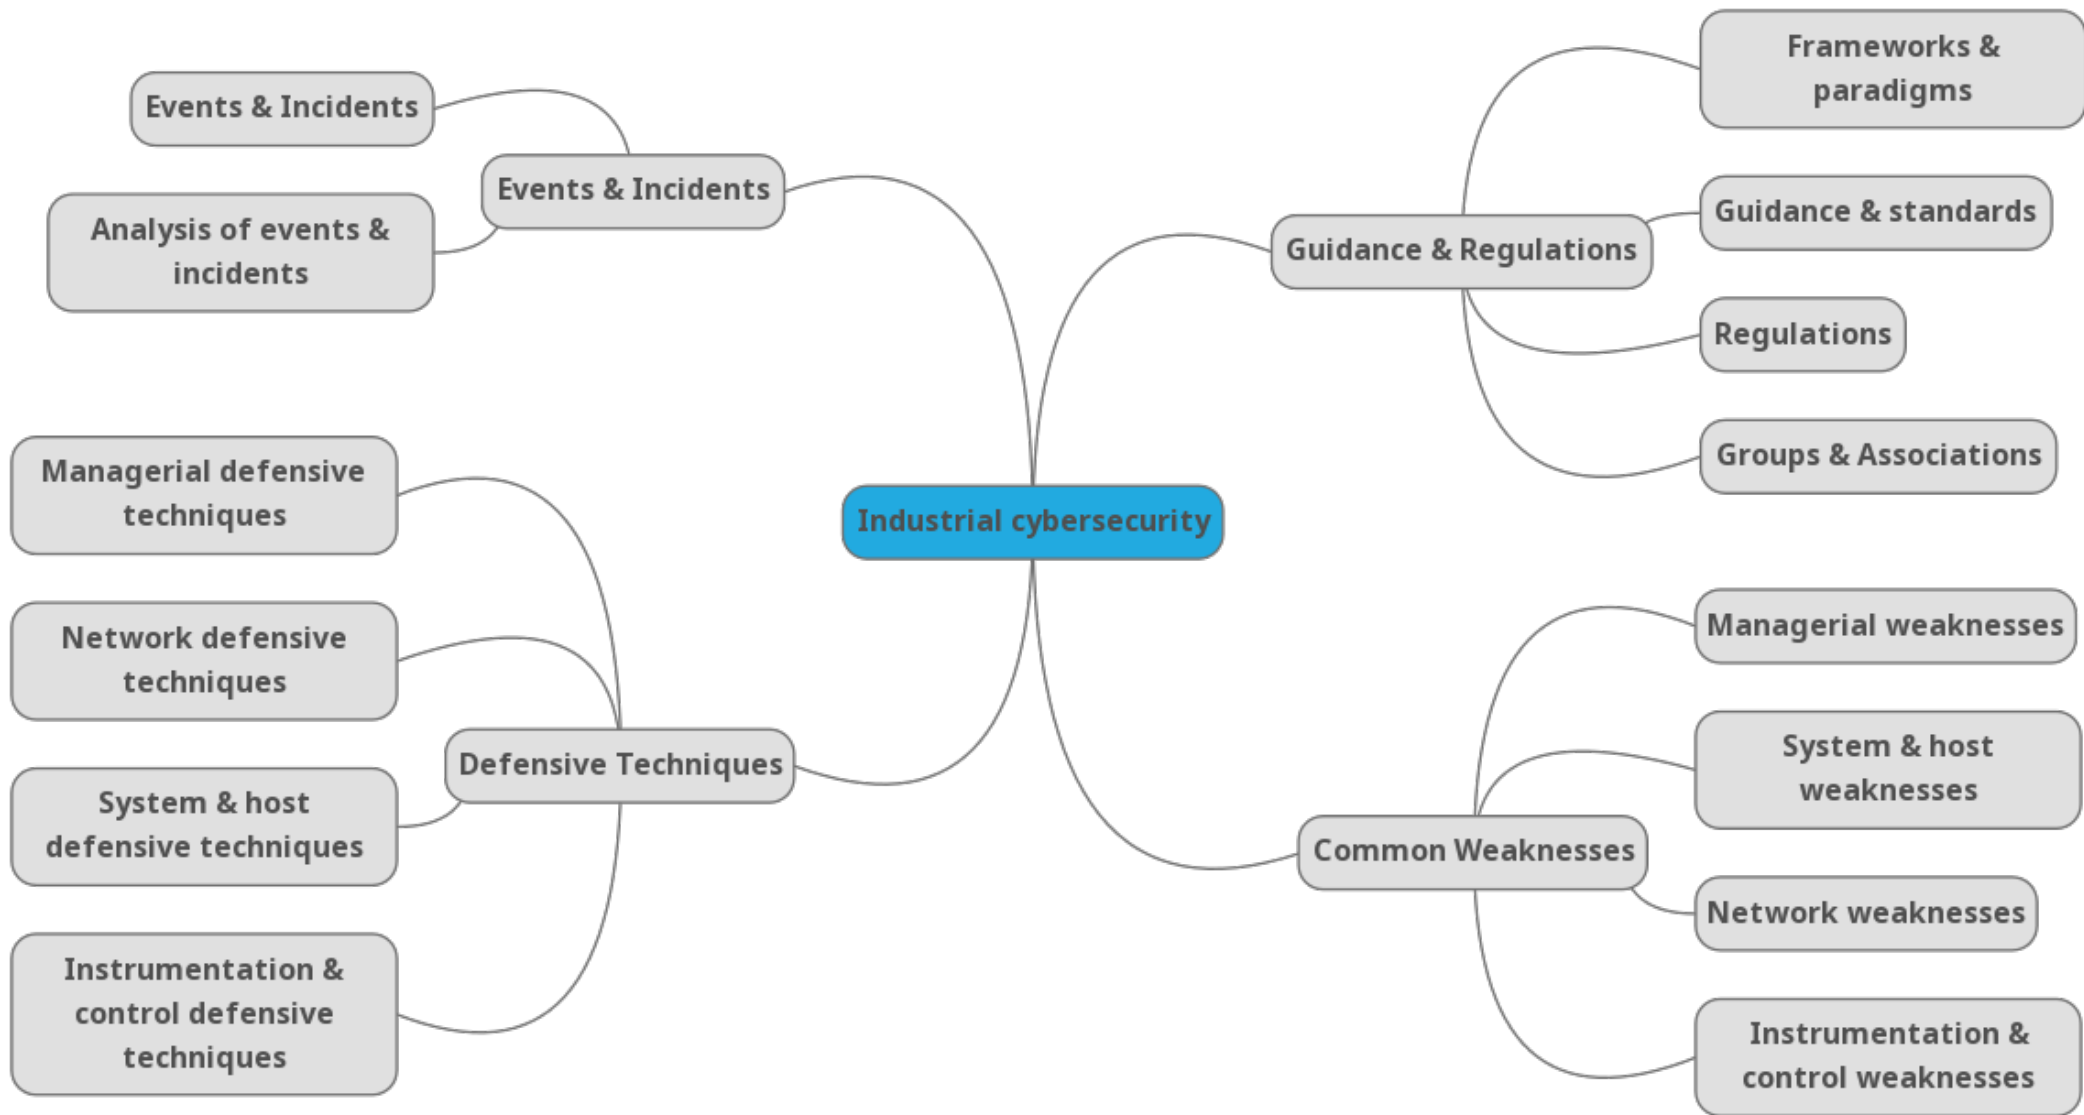 Events & Incidents
Events & Incidents
Analysis of events &
incidents
Managerial defensive
techniques
Network defensive
techniques
System & host
defensive techniques
Instrumentation &
control defensive
techniques
Defensive Techniques
Industrial cybersecurity
Guidance & Regulations
Frameworks &
paradigms
Guidance & standards
Regulations
Groups & Associations
Common Weaknesses
Managerial weaknesses
System & host
weaknesses
Network weaknesses
Instrumentation &
control weaknesses